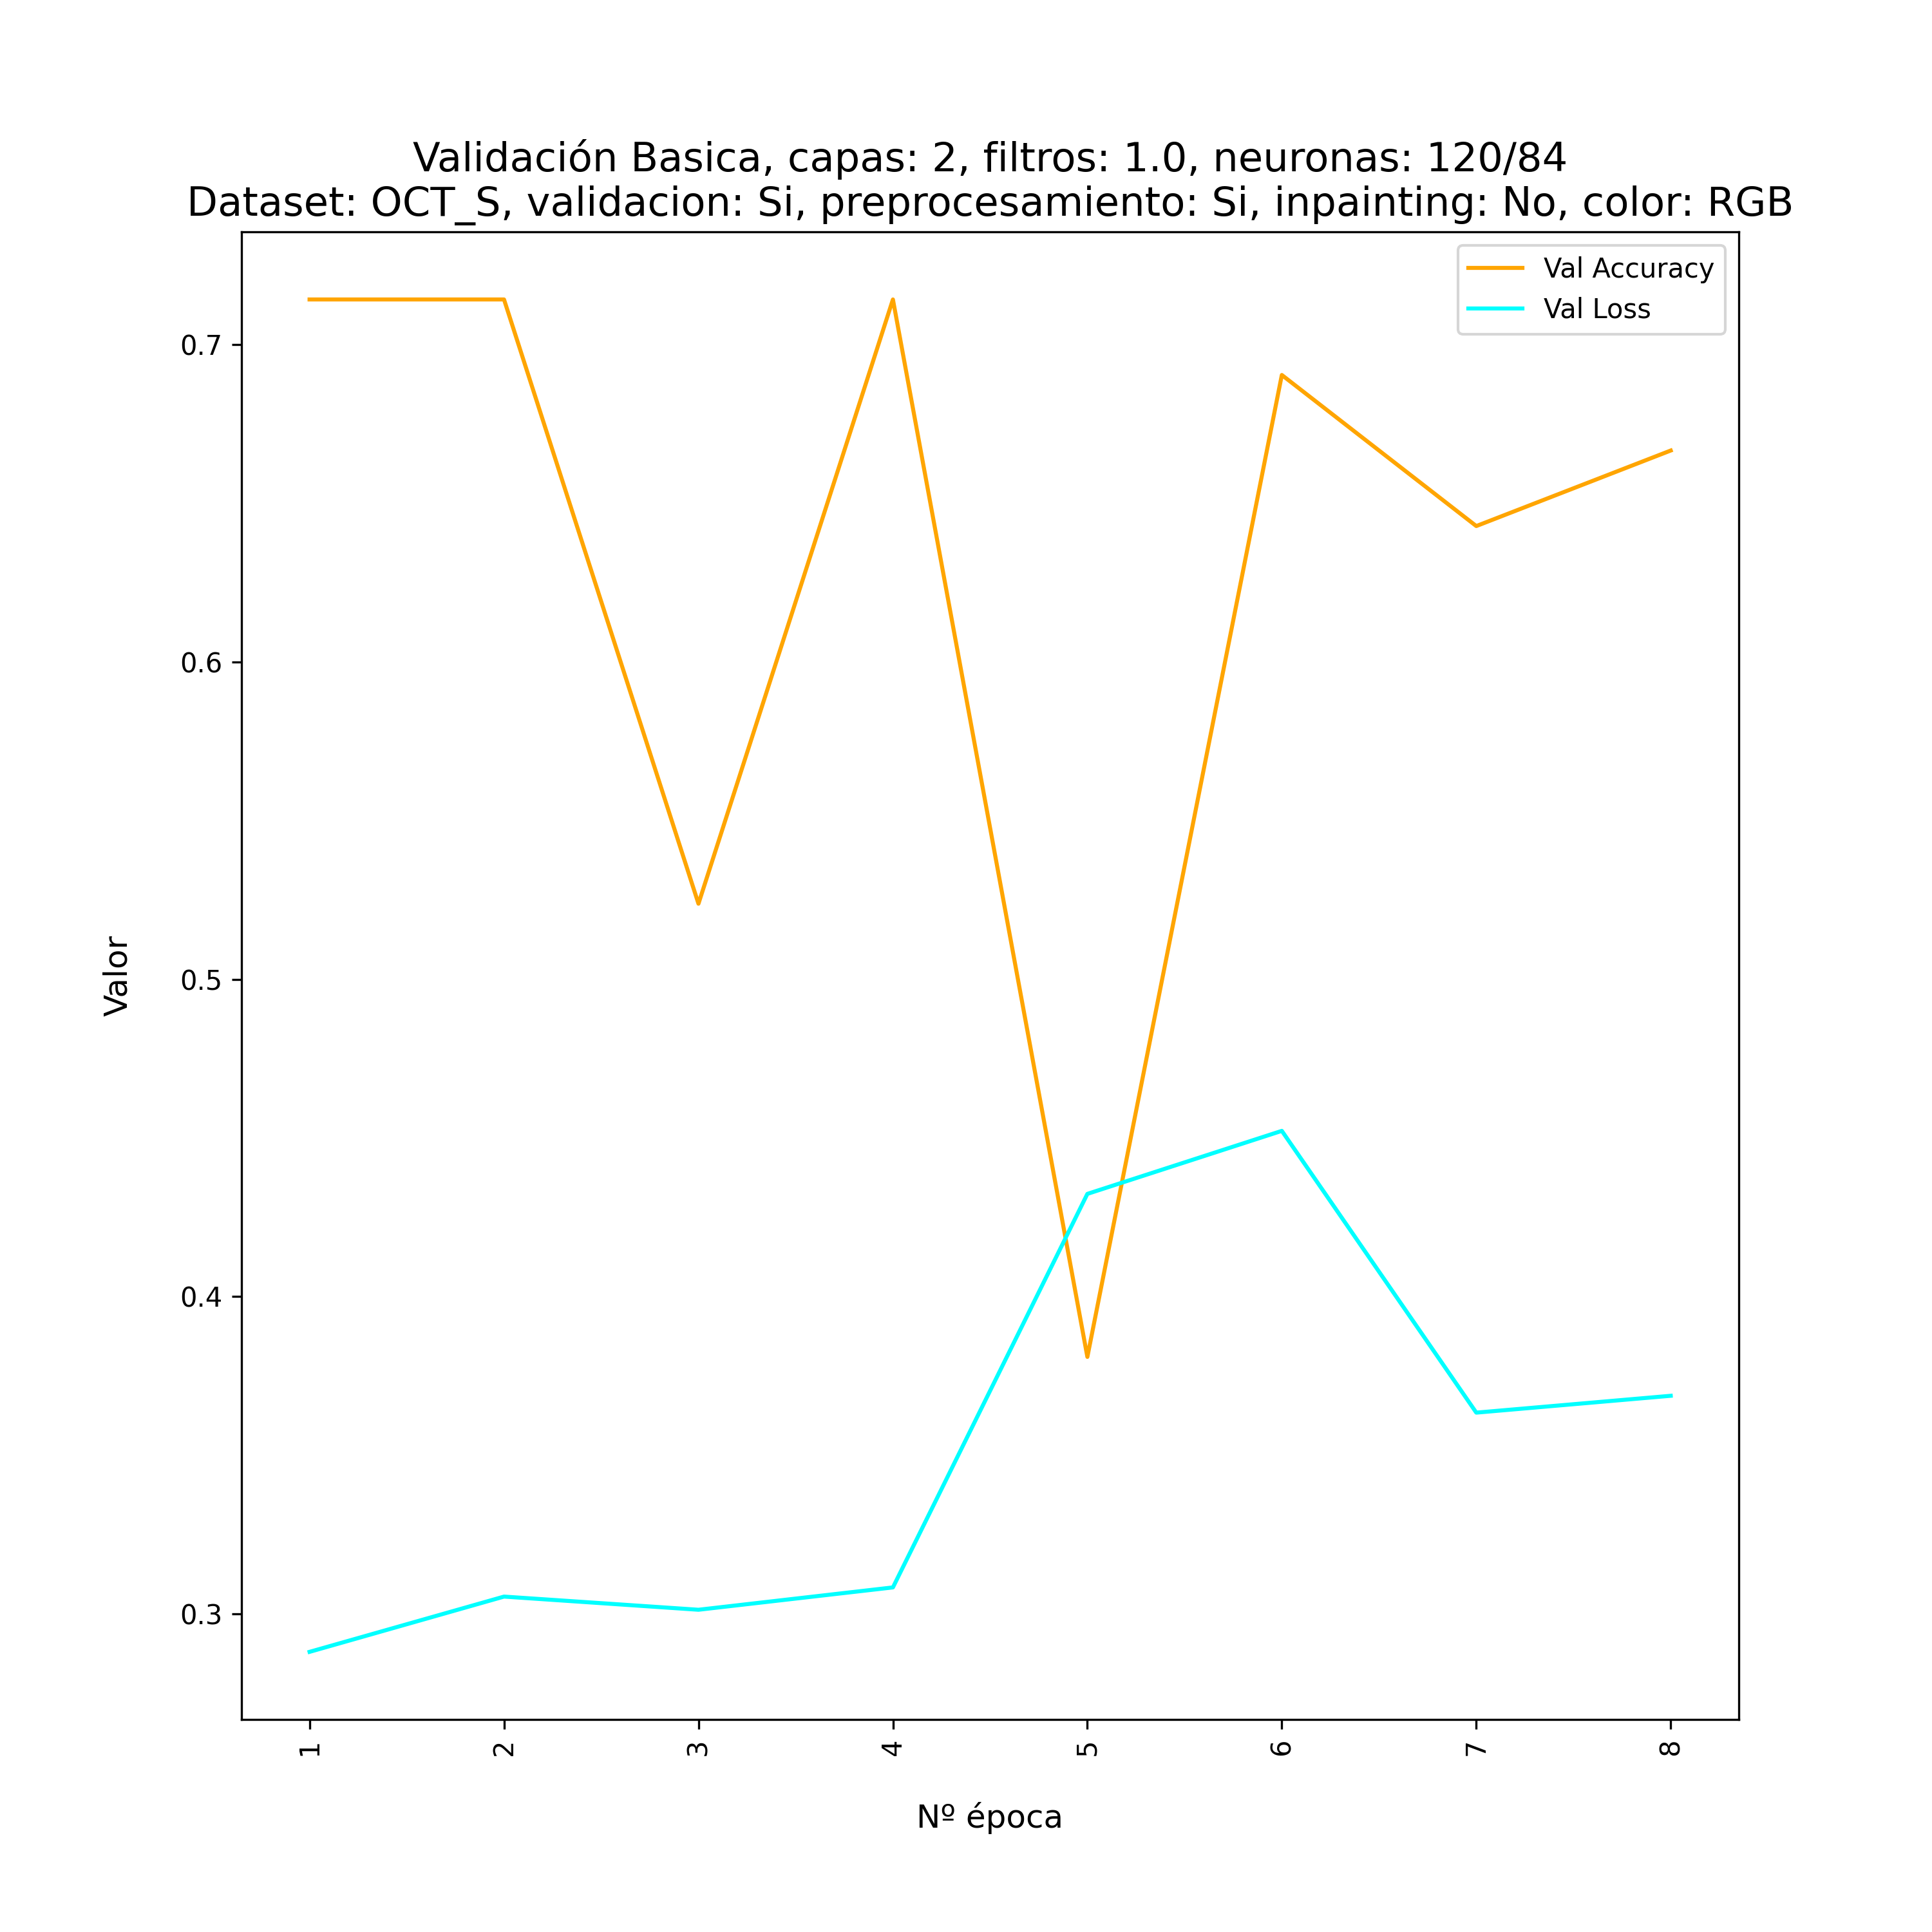 Validación Basica, capas: 2, filtros: 1.0, neuronas: 120/84
Dataset: OCT_S, validacion: Si, preprocesamiento: Si, inpainting: No, color: RGB
Val Accuracy
Val Loss
0.7
0.6
0.5
0.4
0.3
Valor
1
2
3
4
5
6
7
8
Nº época